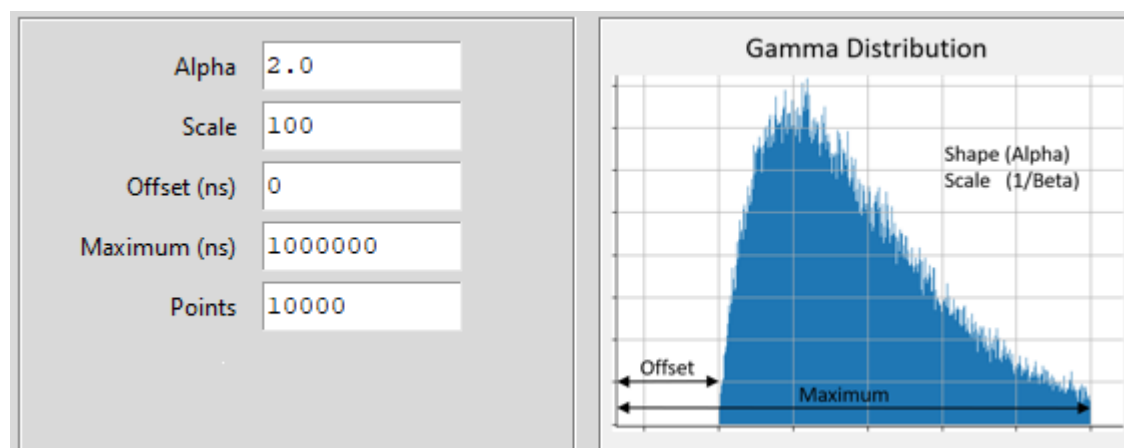 Alpha 2.0
Scale 100
Offset (ns) 0
Maximum (ns) 1000000
Points 10000
Gamma Distribution
Shape (Alpha)
Scale (1/Beta)
Offset
Maximum